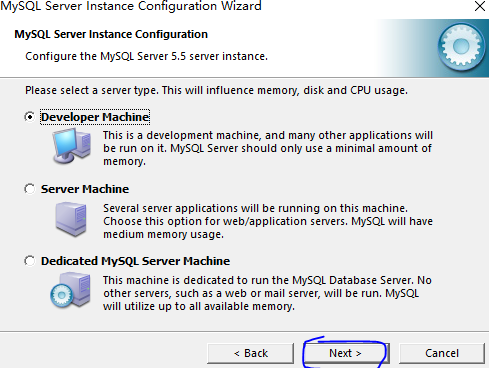 MySQL Server Instance Configuration Wizard
MySQL Server Instance Configuration
Configure the MySQL Server 5.5 server instance.
Please select a server type. This will influence memory, disk and CPU usage.
Developer Machine
This is a development machine, and many other applications will
be run on it. MySQL Server should only use a minimal amount of
memory.
Server Machine
Several server applications will be running on this machine.
Choose this option for web/application servers. MySQL will have
medium memory usage.
Dedicated MySQL Server Machine
This machine is dedicated to run the MySQL Database Server. No
other servers, such as a web or mail server, will be run. MySQL
will utilize up to all available memory.
< Back Next > Cancel